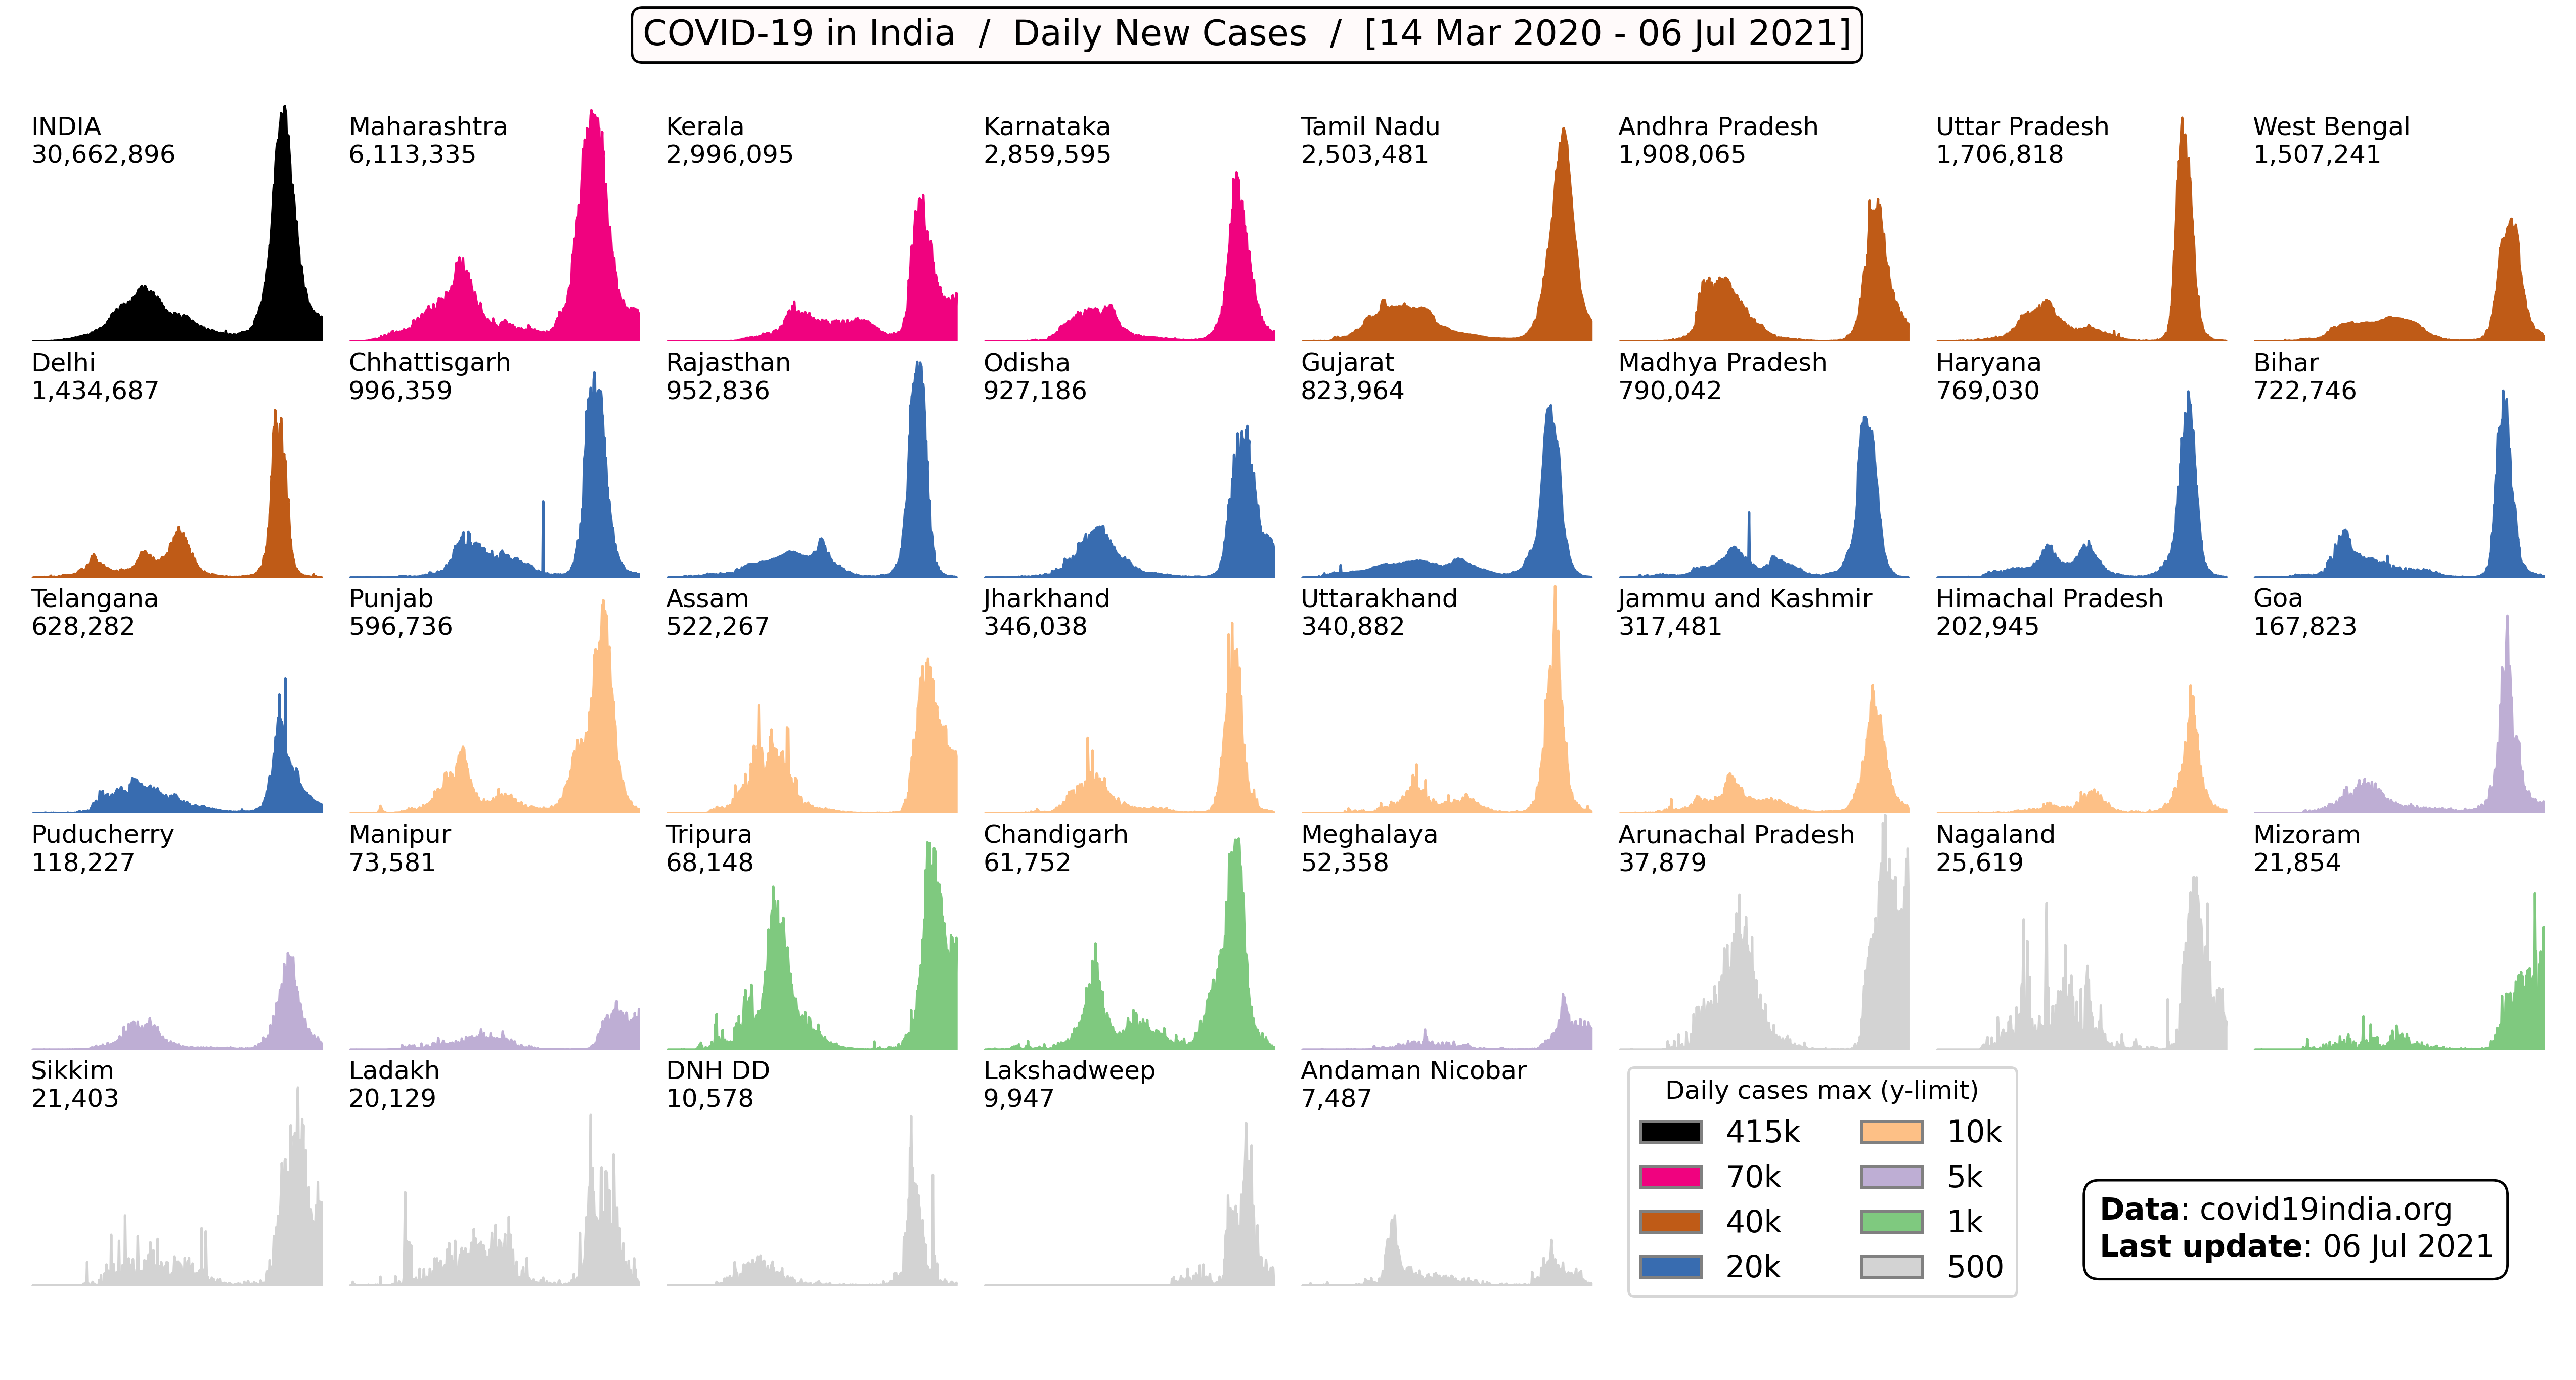 COVID-19 in India / Daily New Cases / [14 Mar 2020 - 06 Jul 2021]
INDIA
30,662,896
Maharashtra
6,113,335
Kerala
2,996,095
Karnataka
2,859,595
Tamil Nadu
2,503,481
Andhra Pradesh
1,908,065
Uttar Pradesh
1,706,818
West Bengal
1,507,241
Delhi
1,434,687
Chhattisgarh
996,359
Rajasthan
952,836
Odisha
927,186
Gujarat
823,964
Madhya Pradesh
790,042
Haryana
769,030
Bihar
722,746
Telangana
628,282
Punjab
596,736
Assam
522,267
Jharkhand
346,038
Uttarakhand
340,882
Jammu and Kashmir
317,481
Himachal Pradesh
202,945
Goa
167,823
Puducherry
118,227
Manipur
73,581
Tripura
68,148
Chandigarh
61,752
Meghalaya
52,358
Arunachal Pradesh
37,879
Nagaland
25,619
Mizoram
21,854
Sikkim
21,403
Ladakh
20,129
DNH DD
10,578
Lakshadweep
9,947
Andaman Nicobar
7,487
Daily cases max (y-limit)
415k
70k
40k
20k
10k
5k
1k
500
Data: covid19india.org
Last update: 06 Jul 2021